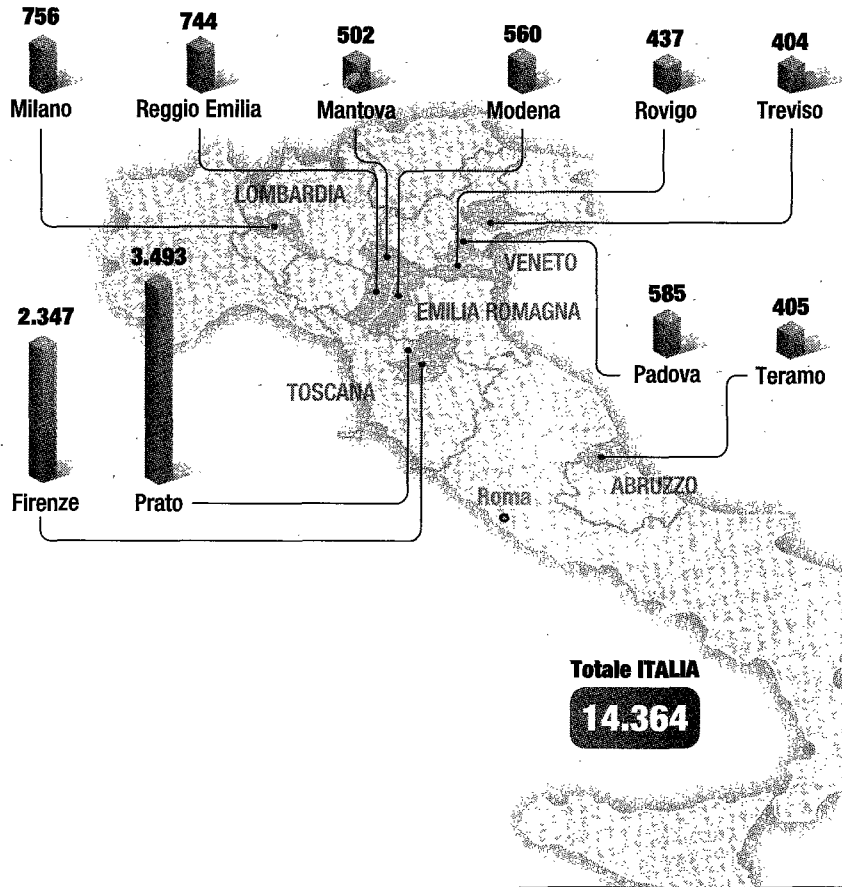 756
744
502
560
437
404
Milano
Reggio Emilia
Mantova
Modena
Rovigo
Treviso
LOMBARDIA
VENETO
3.493
2.347
EMILIA ROMAGNA
585
405
Padova
Teramo
TOSCANA
Firenze
Prato
Roma
ABRUZZO
Totale ITALIA
14.364